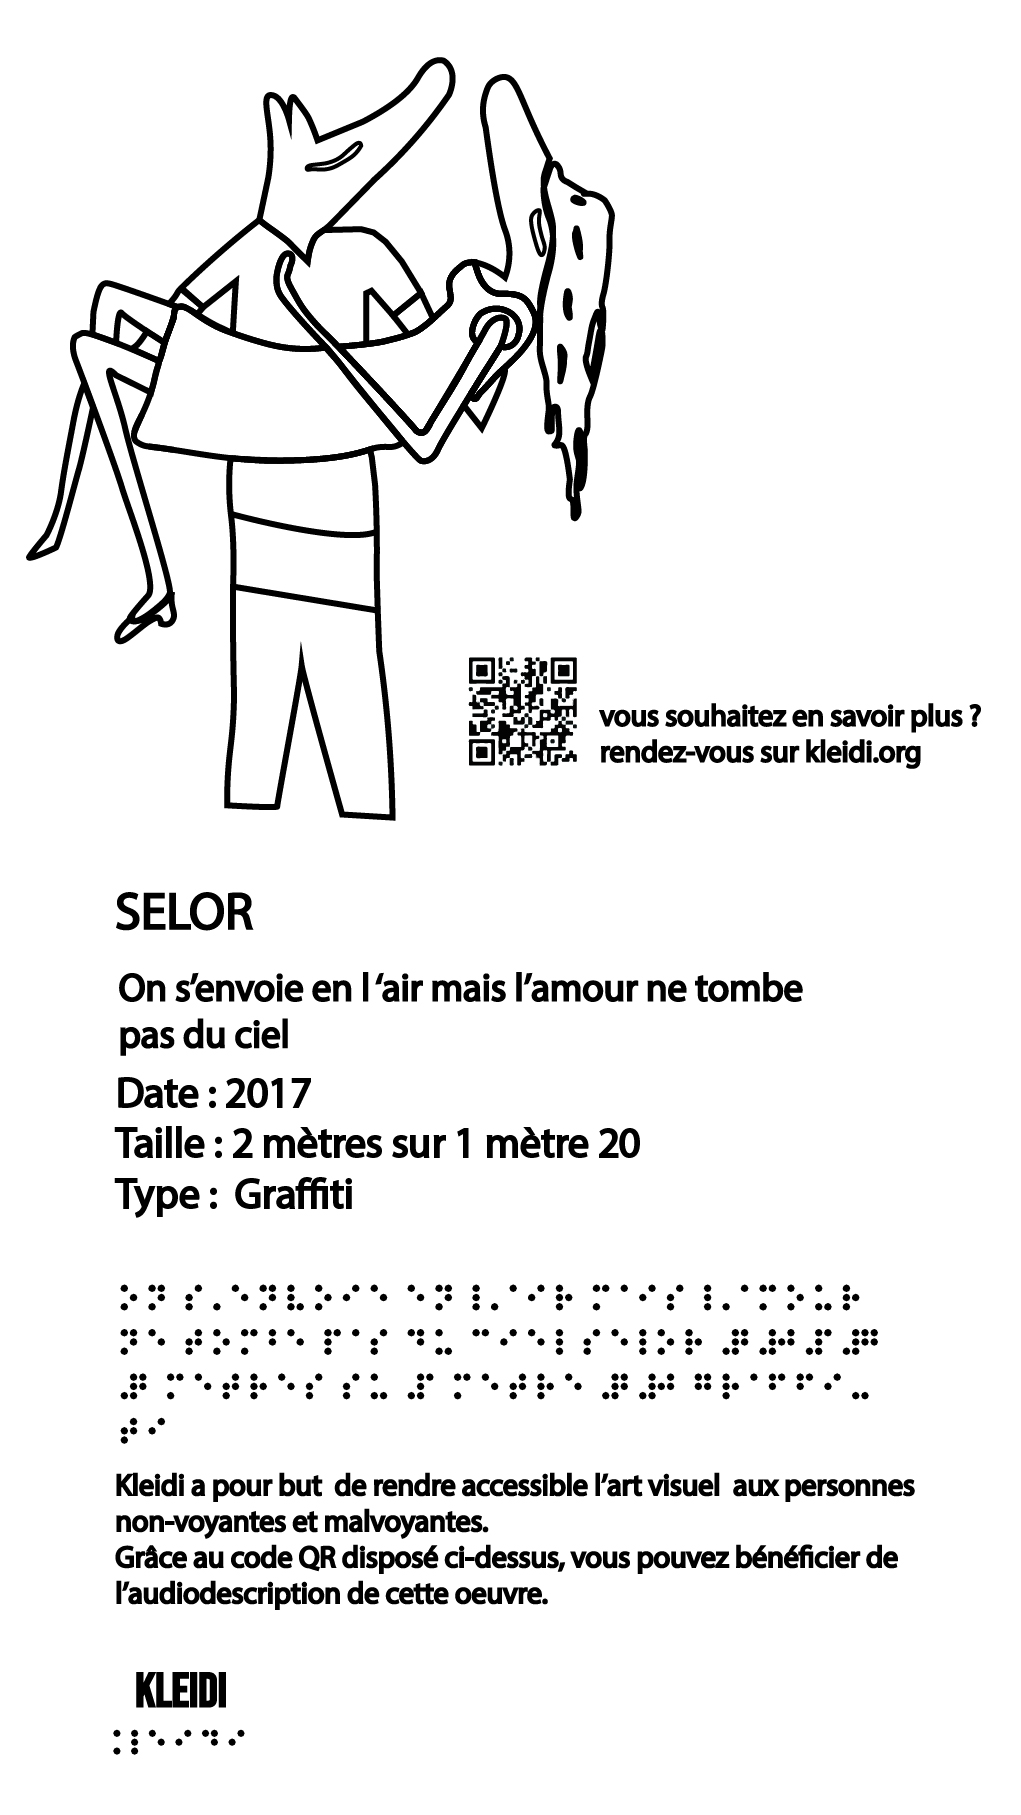 vous souhaitez en savoir plus ?
rendez-vous sur kleidi.org
SELOR
On s’envoie en l ‘air mais l’amour ne tombe
pas du ciel
Date : 2017
Taille : 2 mètres sur 1 mètre 20
Type : Graffiti
Kleidi a pour but de rendre accessible l’art visuel aux personnes
non-voyantes et malvoyantes.
Grâce au code QR disposé ci-dessus, vous pouvez bénéficier de
l’audiodescription de cette oeuvre.
KLEIDI
⠅⠇⠑⠊⠙⠊